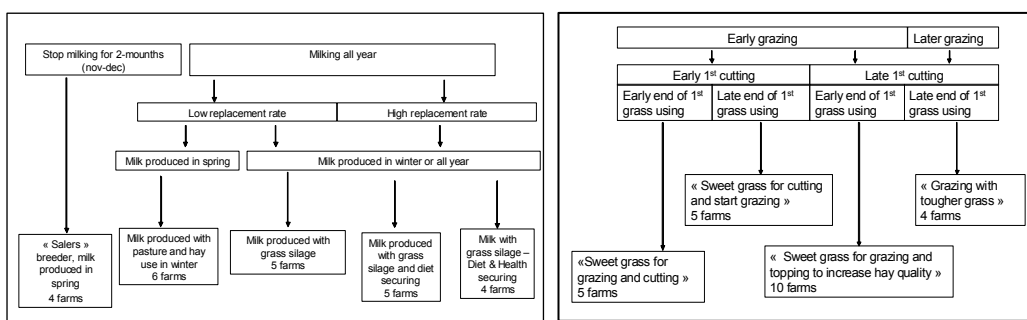 Stop milking for 2-months
(nov-dec)
Milking all year
Low replacement rate
High replacement rate
Milk produced in spring
Milk produced in winter or all year
« Salers »
breeder, milk
produced in
spring
4 farms
Milk produced with
pasture and hay
use in winter
6 farms
Milk produced with
grass silage
5 farms
Milk produced
with grass
silage and diet
securing
5 farms
Milk with
grass silage –
Diet & Health
securing
4 farms
Early grazing
Later grazing
Early 1st cutting
Late 1st cutting
Early end of 1st
grass using
Late end of 1st
grass using
Early end of 1st
grass using
Late end of 1st
grass using
« Sweet grass for cutting
and start grazing »
5 farms
« Grazing with
tougher grass »
4 farms
«Sweet grass for
grazing and cutting »
5 farms
« Sweet grass for grazing and
topping to increase hay quality »
10 farms